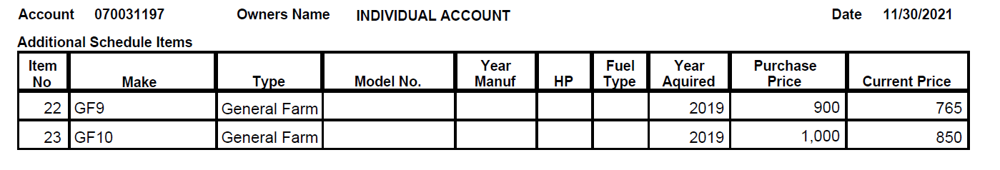 Account 070031197 Owners Name INDIVIDUAL ACCOUNT Date 11/30/2021
Additional Schedule Items
Item No Make Type Model No. Year Manuf HP Fuel Type Year Aquired Purchase Price Current Price
22 GF9 General Farm 2019 900 765
23 GF10 General Farm 2019 1,000 850